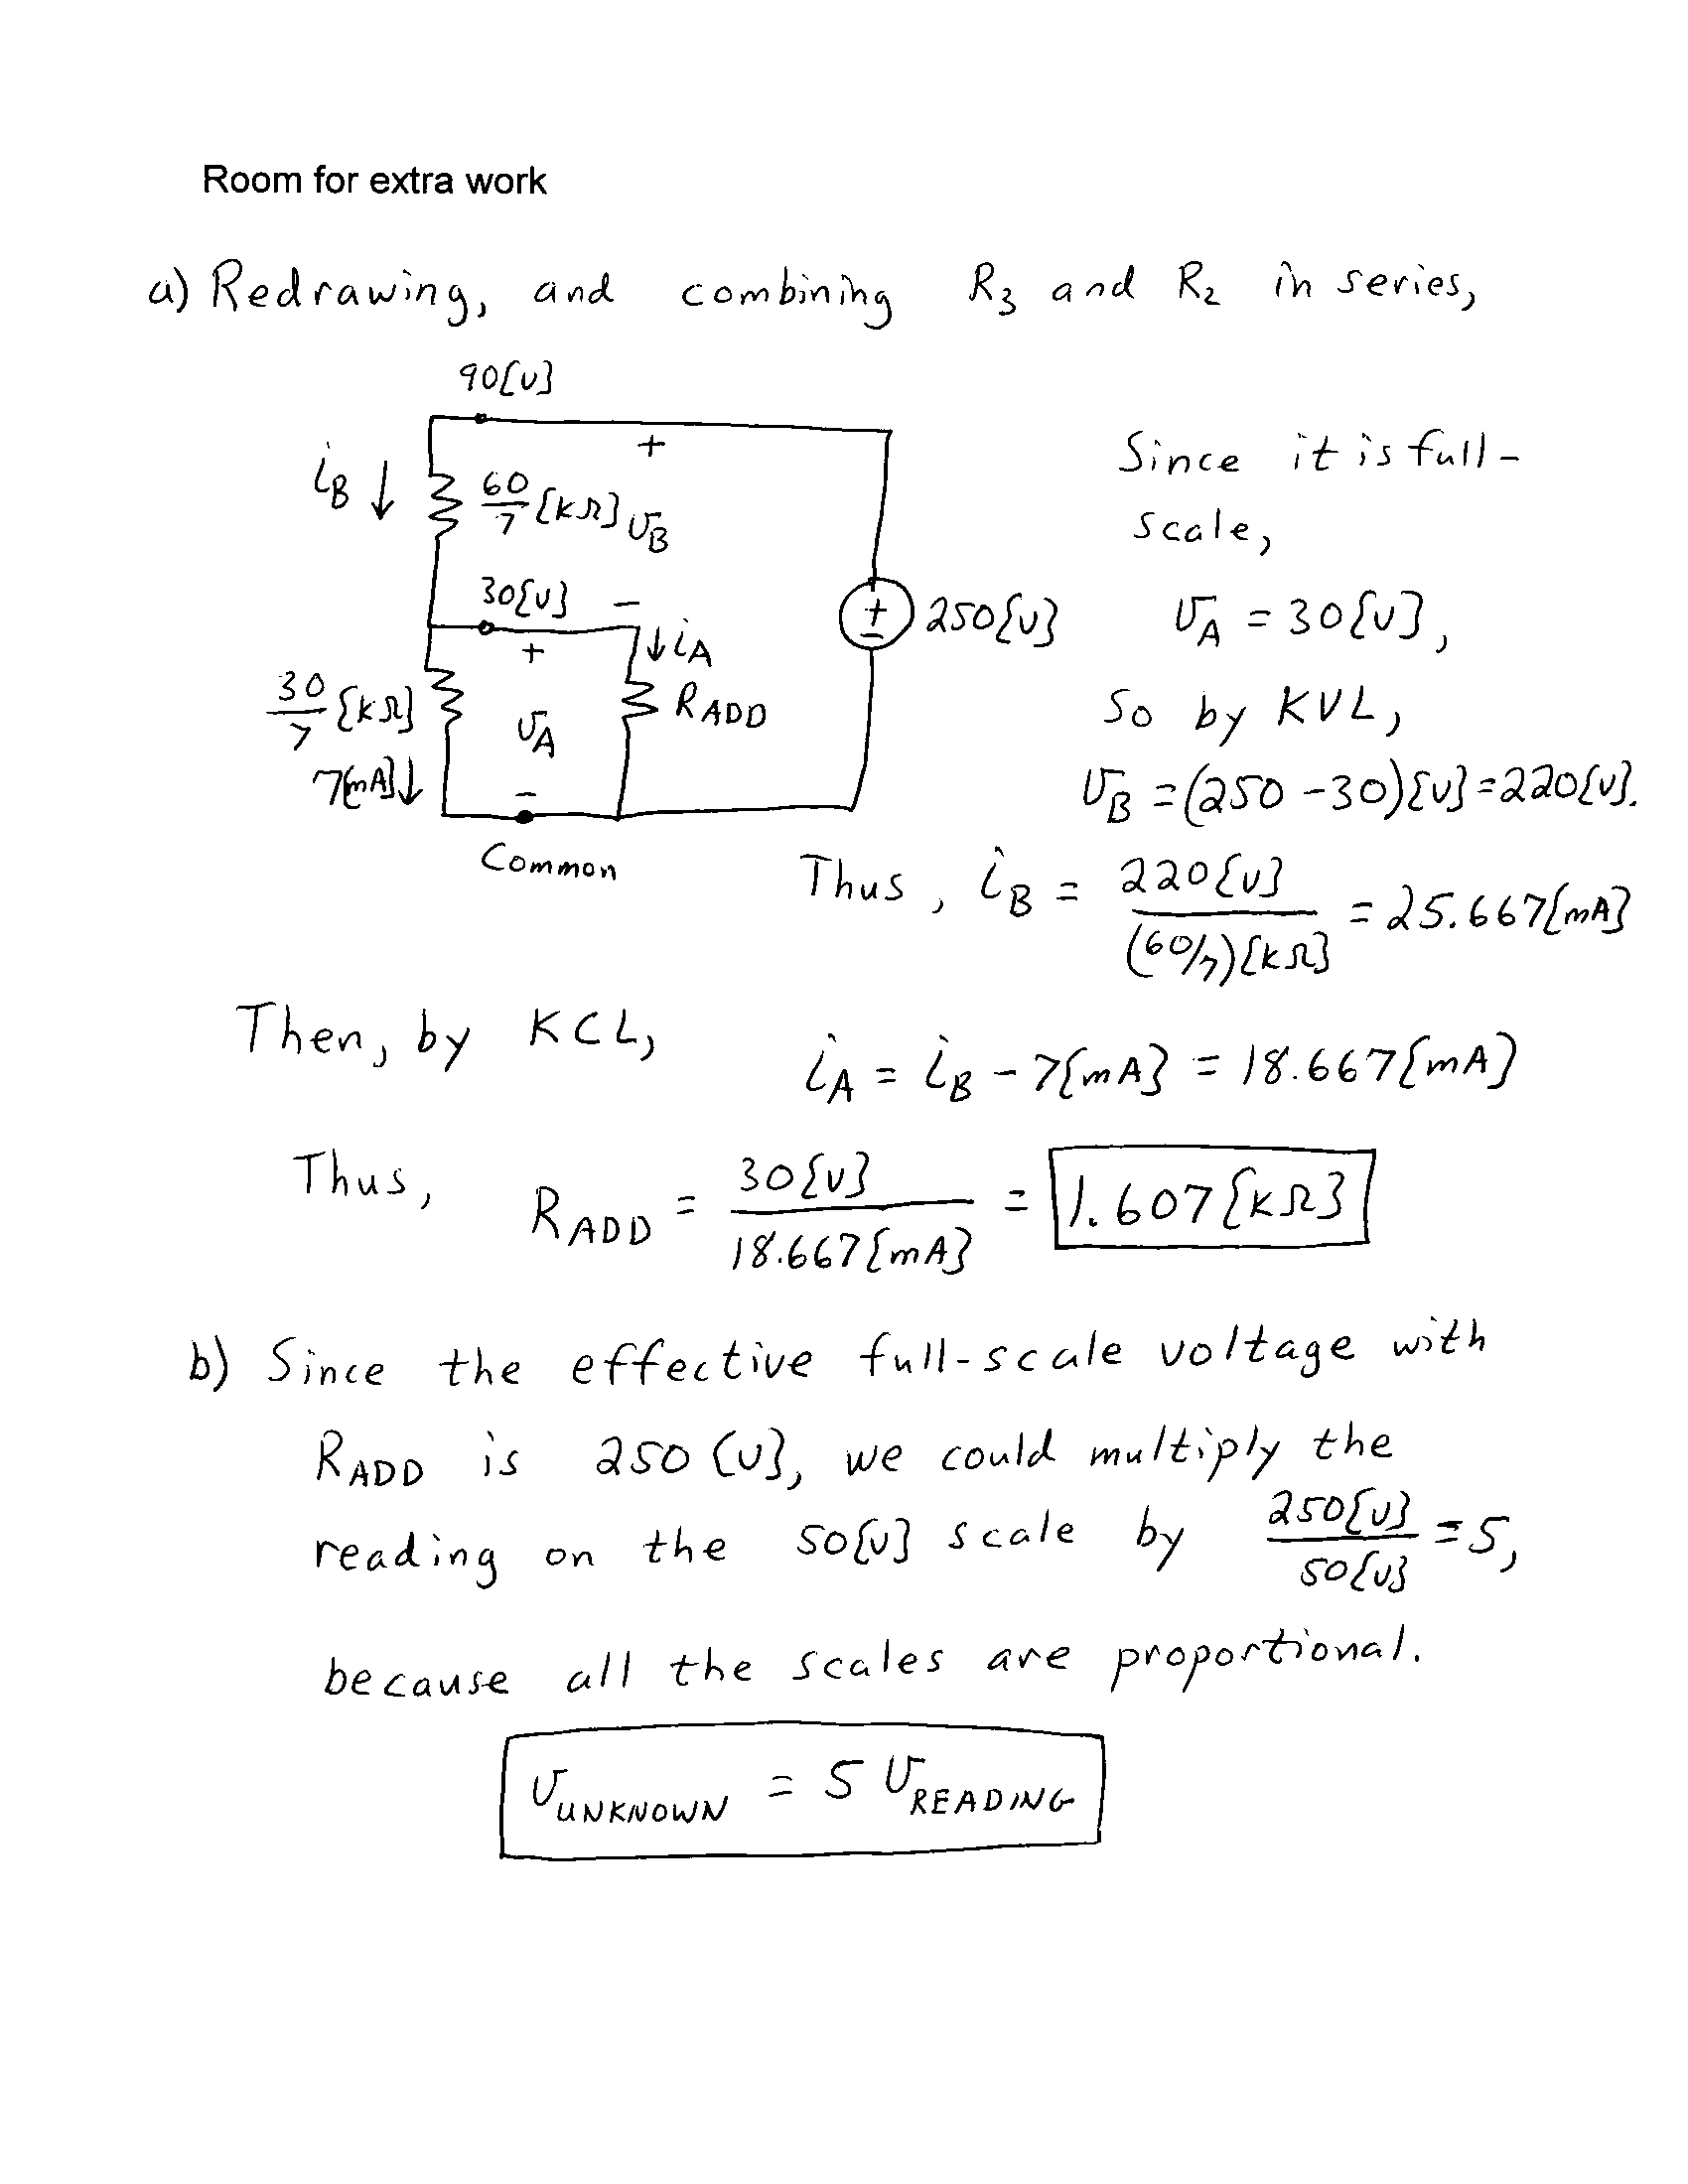 Room for extra work
a) Redrawing, and combining R3 and R2 in series,
90[V]
+
iB ↓
60/7 [kΩ]
vB
30[V] −
+
↓ iA
30/7 [kΩ]
vA
RADD
7[mA] ↓
−
Common
+
−
250[V]
Since it is full-
scale,
vA = 30[V],
So by KVL,
vB = (250 − 30)[V] = 220[V].
Thus, iB = 220[V] / (60/7)[kΩ] = 25.667[mA]
Then, by KCL, iA = iB − 7[mA] = 18.667[mA]
Thus, RADD = 30[V] / 18.667[mA] = 1.607[kΩ]
b) Since the effective full-scale voltage with
RADD is 250[V], we could multiply the
reading on the 50[V] scale by 250[V] / 50[V] = 5,
because all the scales are proportional.
vUNKNOWN = 5 vREADING